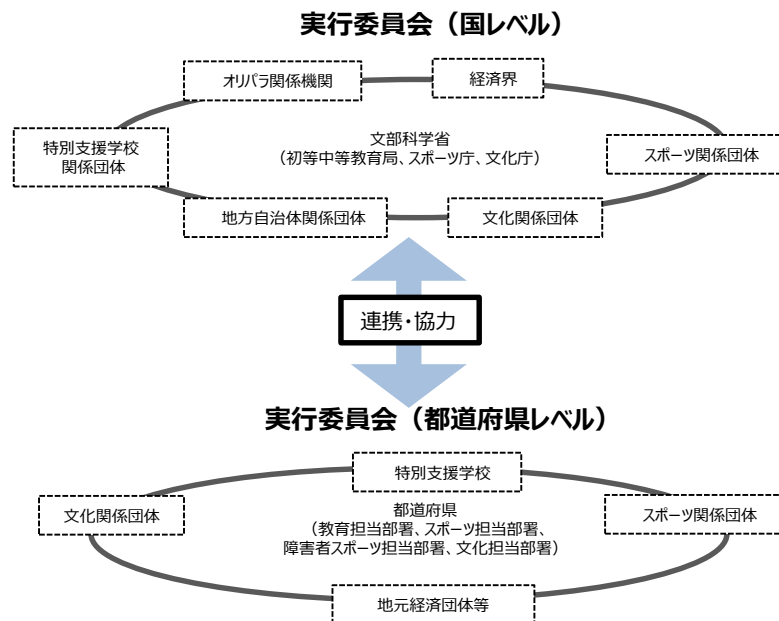 実行委員会（国レベル）
オリパラ関係機関
経済界
特別支援学校
関係団体
文部科学省
（初等中等教育局、スポーツ庁、文化庁）
スポーツ関係団体
地方自治体関係団体
文化関係団体
連携・協力
実行委員会（都道府県レベル）
特別支援学校
文化関係団体
都道府県
（教育担当部署、スポーツ担当部署、
障害者スポーツ担当部署、文化担当部署）
スポーツ関係団体
地元経済団体等